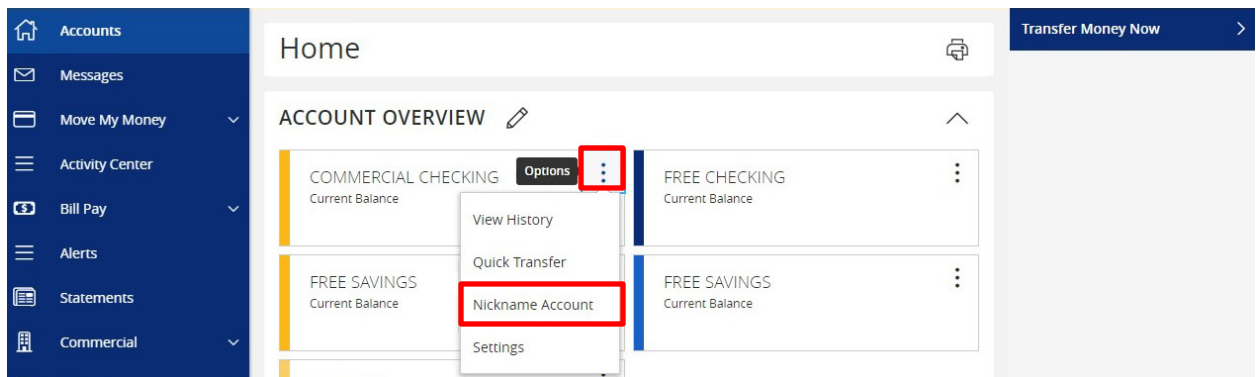 Accounts
Messages
Move My Money
Activity Center
Bill Pay
Alerts
Statements
Commercial
Home
ACCOUNT OVERVIEW
COMMERCIAL CHECKING
Current Balance
Options
View History
Quick Transfer
Nickname Account
Settings
FREE CHECKING
Current Balance
FREE SAVINGS
Current Balance
FREE SAVINGS
Current Balance
Transfer Money Now